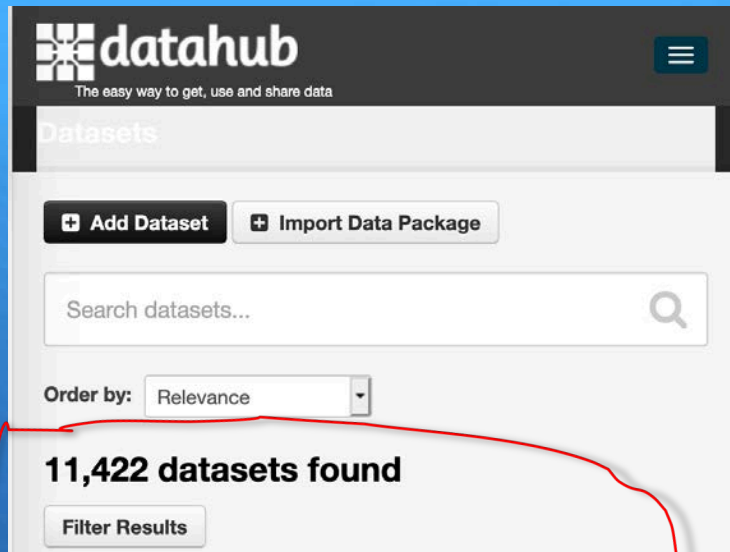 datahub
The easy way to get, use and share data
Datasets
Add Dataset Import Data Package
Search datasets...
Order by: Relevance
11,422 datasets found
Filter Results